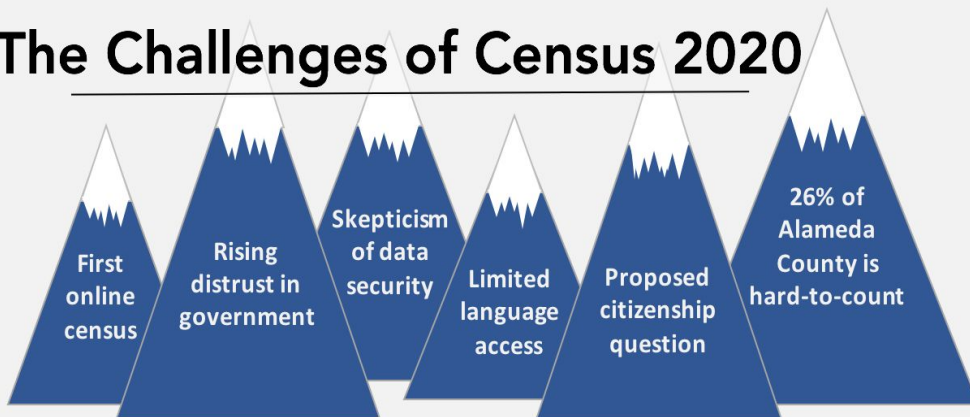 The Challenges of Census 2020
First
online
census
Rising
distrust in
government
Skepticism
of data
security
Limited
language
access
Proposed
citizenship
question
26% of
Alameda
County is
hard-to-count